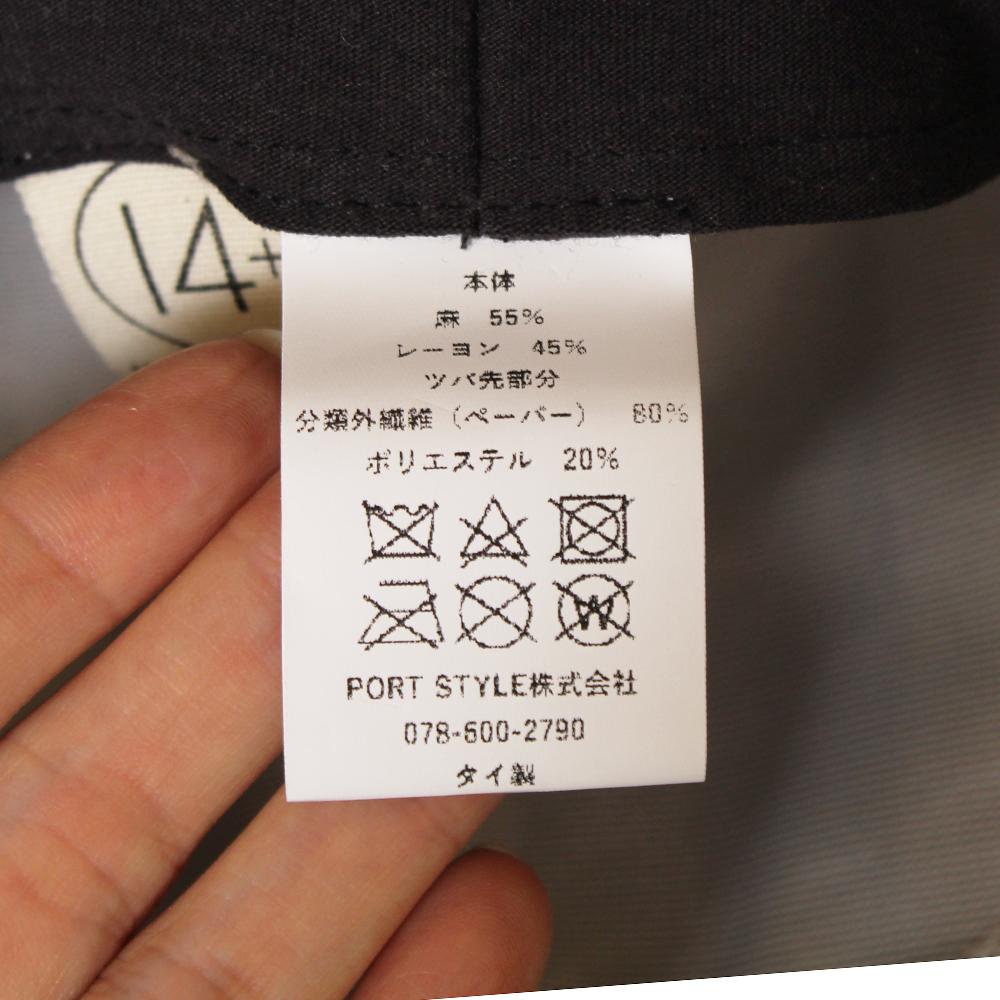 14+
本体
麻 55%
レーヨン 45%
ツバ先部分
分類外繊維（ペーパー） 80%
ポリエステル 20%
W
PORT STYLE株式会社
078-600-2790
タイ製